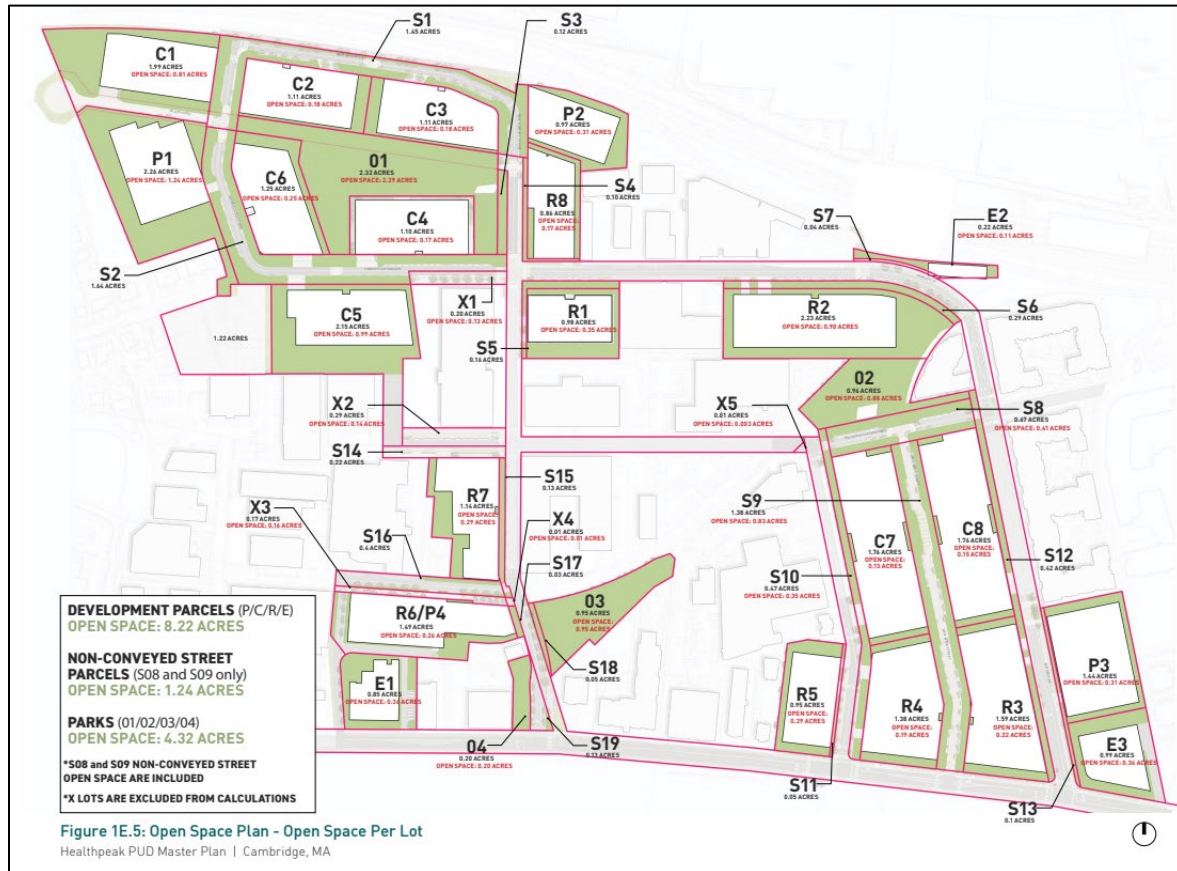 S1
1.45 ACRES
S3
0.12 ACRES
C1
1.99 ACRES
OPEN SPACE: 0.81 ACRES
C2
1.11 ACRES
OPEN SPACE: 0.18 ACRES
C3
1.11 ACRES
OPEN SPACE: 0.18 ACRES
P2
0.97 ACRES
OPEN SPACE: 0.31 ACRES
P1
2.26 ACRES
OPEN SPACE: 1.24 ACRES
C6
1.25 ACRES
OPEN SPACE: 0.25 ACRES
01
2.32 ACRES
OPEN SPACE: 2.29 ACRES
S4
0.10 ACRES
R8
0.86 ACRES
OPEN SPACE:
0.17 ACRES
C4
1.10 ACRES
OPEN SPACE: 0.17 ACRES
S7
0.04 ACRES
E2
0.22 ACRES
OPEN SPACE: 0.11 ACRES
S2
1.64 ACRES
X1
0.20 ACRES
OPEN SPACE: 0.13 ACRES
C5
2.15 ACRES
OPEN SPACE: 0.99 ACRES
R1
0.98 ACRES
OPEN SPACE: 0.35 ACRES
R2
2.23 ACRES
OPEN SPACE: 0.90 ACRES
S6
0.29 ACRES
1.22 ACRES
S5
0.16 ACRES
02
0.96 ACRES
OPEN SPACE: 0.88 ACRES
X2
0.29 ACRES
OPEN SPACE: 0.14 ACRES
X5
0.01 ACRES
OPEN SPACE: 0.003 ACRES
S8
0.47 ACRES
OPEN SPACE: 0.41 ACRES
S14
0.22 ACRES
S15
0.13 ACRES
R7
1.14 ACRES
OPEN SPACE:
0.29 ACRES
X3
0.17 ACRES
OPEN SPACE: 0.16 ACRES
X4
0.01 ACRES
OPEN SPACE: 0.01 ACRES
S9
1.38 ACRES
OPEN SPACE: 0.83 ACRES
C7
1.76 ACRES
OPEN SPACE:
0.13 ACRES
C8
1.76 ACRES
OPEN SPACE:
0.15 ACRES
S16
0.4 ACRES
S17
0.03 ACRES
S10
0.47 ACRES
OPEN SPACE: 0.35 ACRES
S12
0.42 ACRES
03
0.95 ACRES
OPEN SPACE:
0.95 ACRES
R6/P4
1.49 ACRES
OPEN SPACE: 0.26 ACRES
S18
0.05 ACRES
P3
1.44 ACRES
OPEN SPACE: 0.31 ACRES
E1
0.85 ACRES
OPEN SPACE: 0.36 ACRES
R5
0.95 ACRES
OPEN SPACE:
0.29 ACRES
R4
1.38 ACRES
OPEN SPACE:
0.19 ACRES
R3
1.59 ACRES
OPEN SPACE:
0.22 ACRES
E3
0.99 ACRES
OPEN SPACE: 0.36 ACRES
04
0.20 ACRES
OPEN SPACE: 0.20 ACRES
S19
0.13 ACRES
S11
0.05 ACRES
S13
0.1 ACRES
DEVELOPMENT PARCELS (P/C/R/E)
OPEN SPACE: 8.22 ACRES
NON-CONVEYED STREET
PARCELS (S08 and S09 only)
OPEN SPACE: 1.24 ACRES
PARKS (01/02/03/04)
OPEN SPACE: 4.32 ACRES
*S08 and S09 NON-CONVEYED STREET
OPEN SPACE ARE INCLUDED
*X LOTS ARE EXCLUDED FROM CALCULATIONS
Figure 1E.5: Open Space Plan - Open Space Per Lot
Healthpeak PUD Master Plan | Cambridge, MA